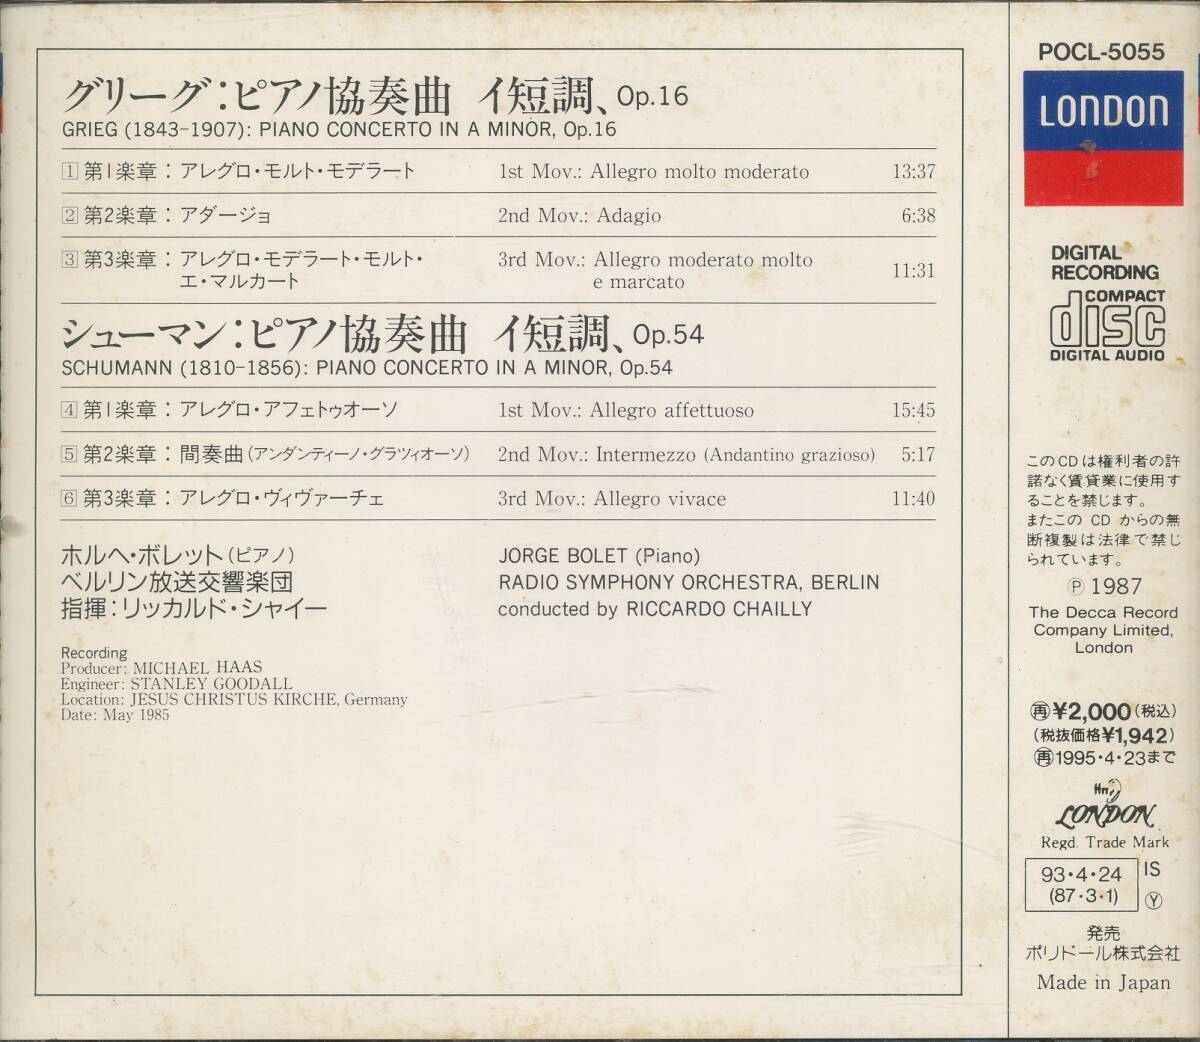 グリーグ:ピアノ協奏曲 イ短調、Op.16
GRIEG (1843-1907): PIANO CONCERTO IN A MINOR, Op.16
1 第1楽章：アレグロ・モルト・モデラート 1st Mov.: Allegro molto moderato 13:37
2 第2楽章：アダージョ 2nd Mov.: Adagio 6:38
3 第3楽章：アレグロ・モデラート・モルト・ 3rd Mov.: Allegro moderato molto 11:31
エ・マルカート e marcato
シューマン:ピアノ協奏曲 イ短調、Op.54
SCHUMANN (1810-1856): PIANO CONCERTO IN A MINOR, Op.54
4 第1楽章：アレグロ・アフェトゥオーソ 1st Mov.: Allegro affettuoso 15:45
5 第2楽章：間奏曲(アンダンティーノ・グラツィオーソ) 2nd Mov.: Intermezzo (Andantino grazioso) 5:17
6 第3楽章：アレグロ・ヴィヴァーチェ 3rd Mov.: Allegro vivace 11:40
ホルヘ・ボレット(ピアノ) JORGE BOLET (Piano)
ベルリン放送交響楽団 RADIO SYMPHONY ORCHESTRA, BERLIN
指揮：リッカルド・シャイー conducted by RICCARDO CHAILLY
Recording
Producer: MICHAEL HAAS
Engineer: STANLEY GOODALL
Location: JESUS CHRISTUS KIRCHE, Germany
Date: May 1985
POCL-5055
LONDON
DIGITAL
RECORDING
COMPACT
disc
DIGITAL AUDIO
このCDは権利者の許
諾なく賃貸業に使用す
ることを禁じます。
またこの CD からの無
断複製は法律で禁じ
られています。
Ⓟ 1987
The Decca Record
Company Limited,
London
㊢¥2,000(税込)
(税抜価格¥1,942)
再1995・4・23まで
LONDON
Regd. Trade Mark
93・4・24 IS
(87・3・1) Ⓨ
発売
ポリドール株式会社
Made in Japan